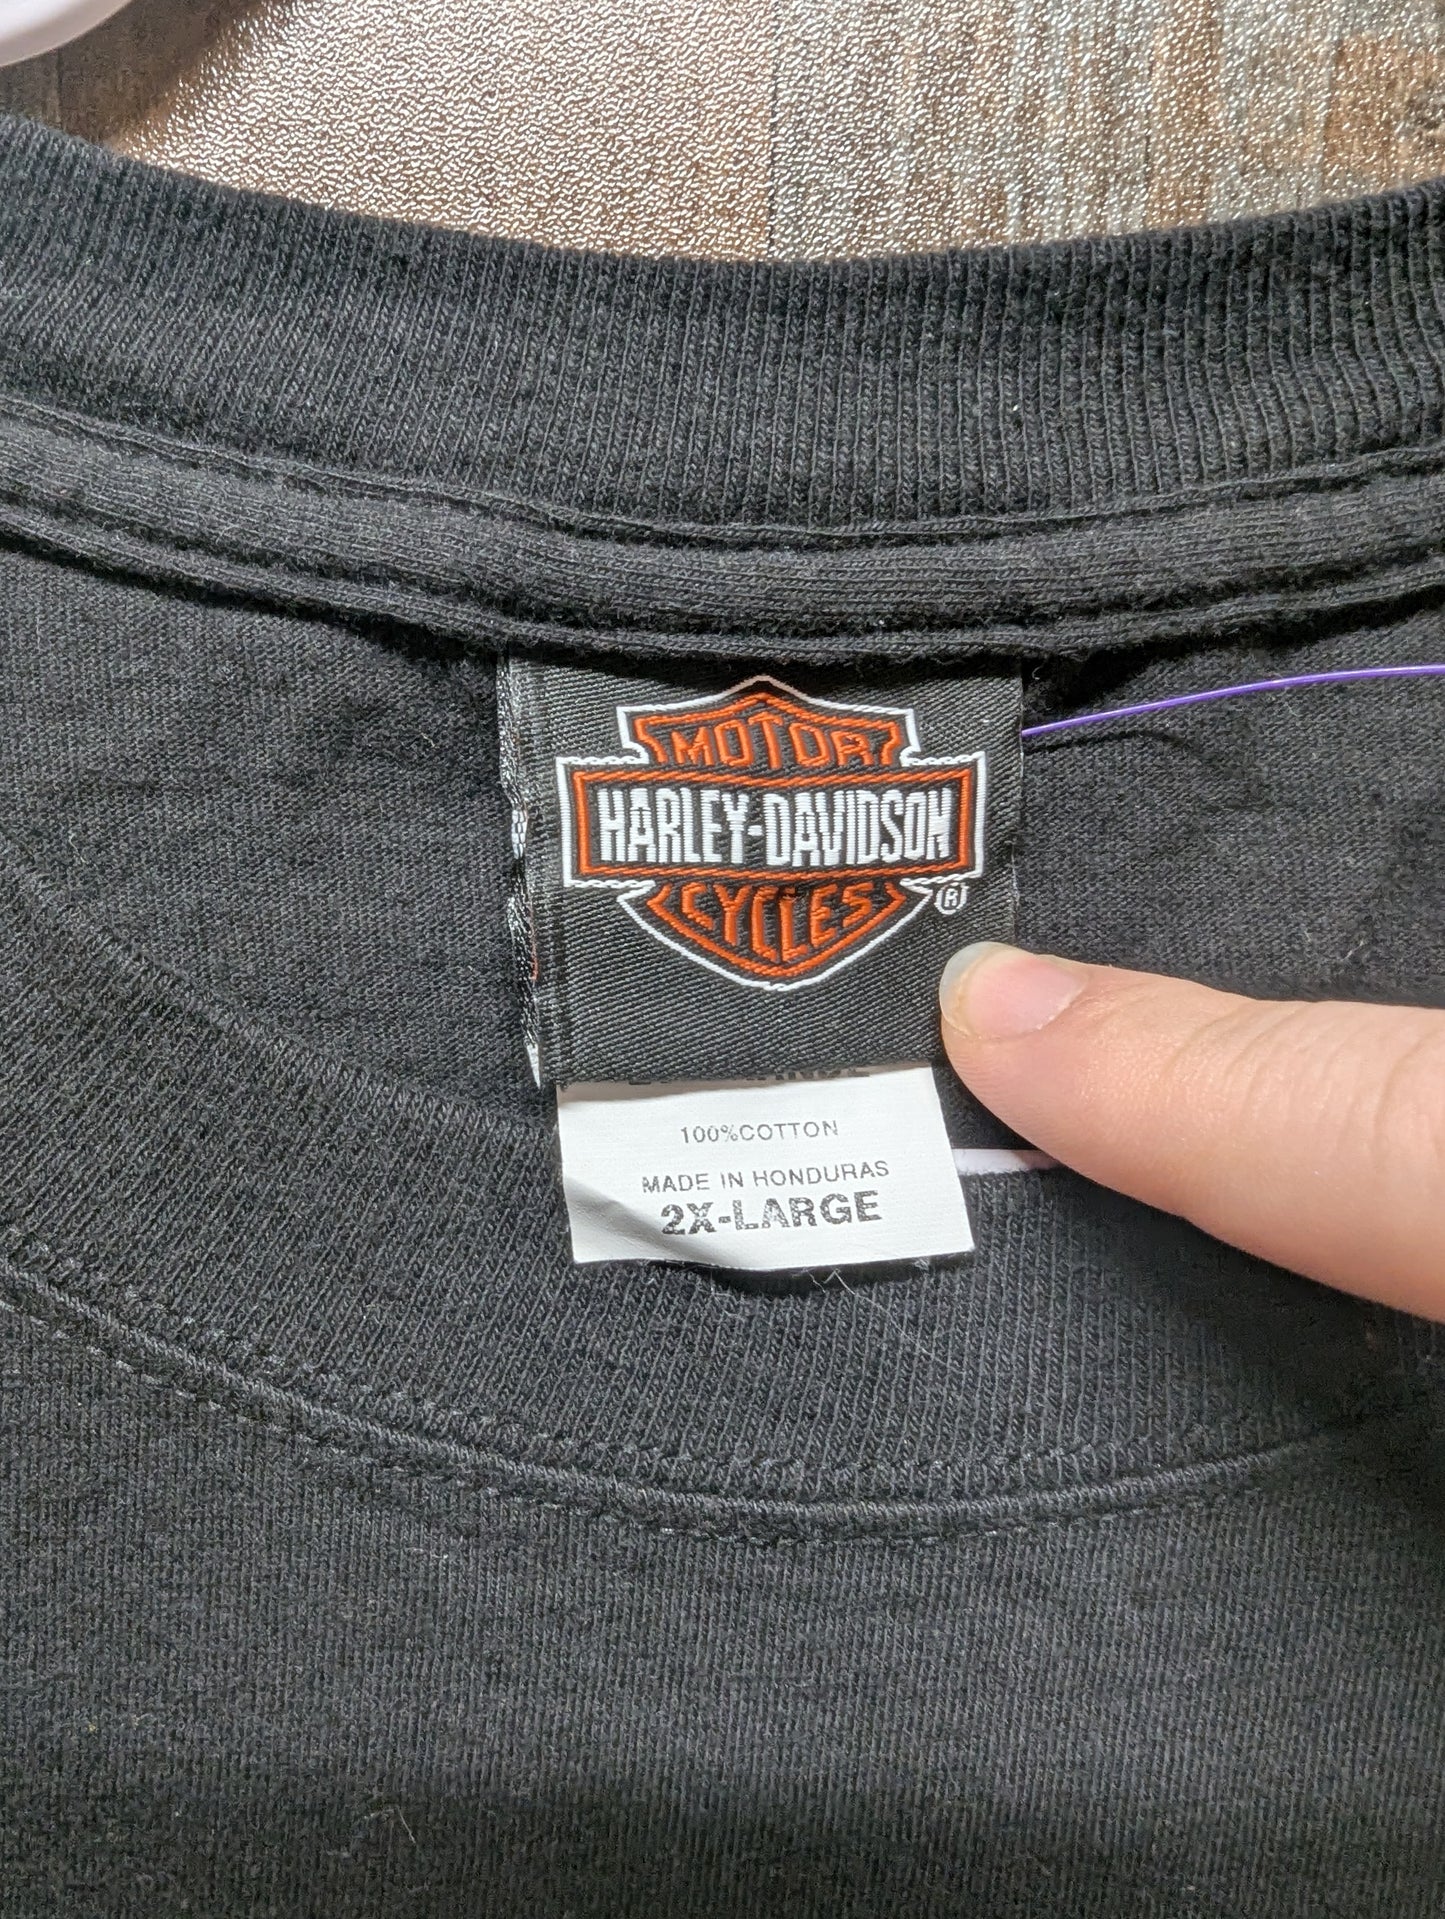 MOTOR
HARLEY-DAVIDSON
CYCLES
®
100%COTTON
MADE IN HONDURAS
2X-LARGE